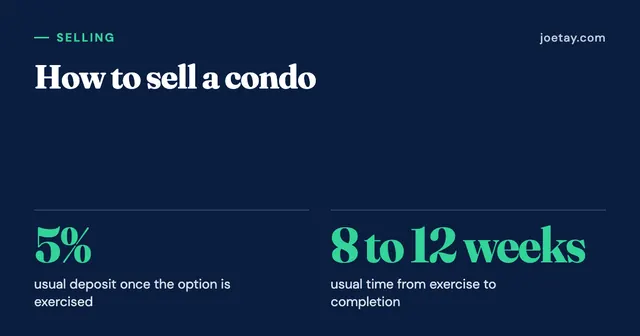 — SELLING
joetay.com
How to sell a condo
5%
usual deposit once the option is
exercised
8 to 12 weeks
usual time from exercise to
completion